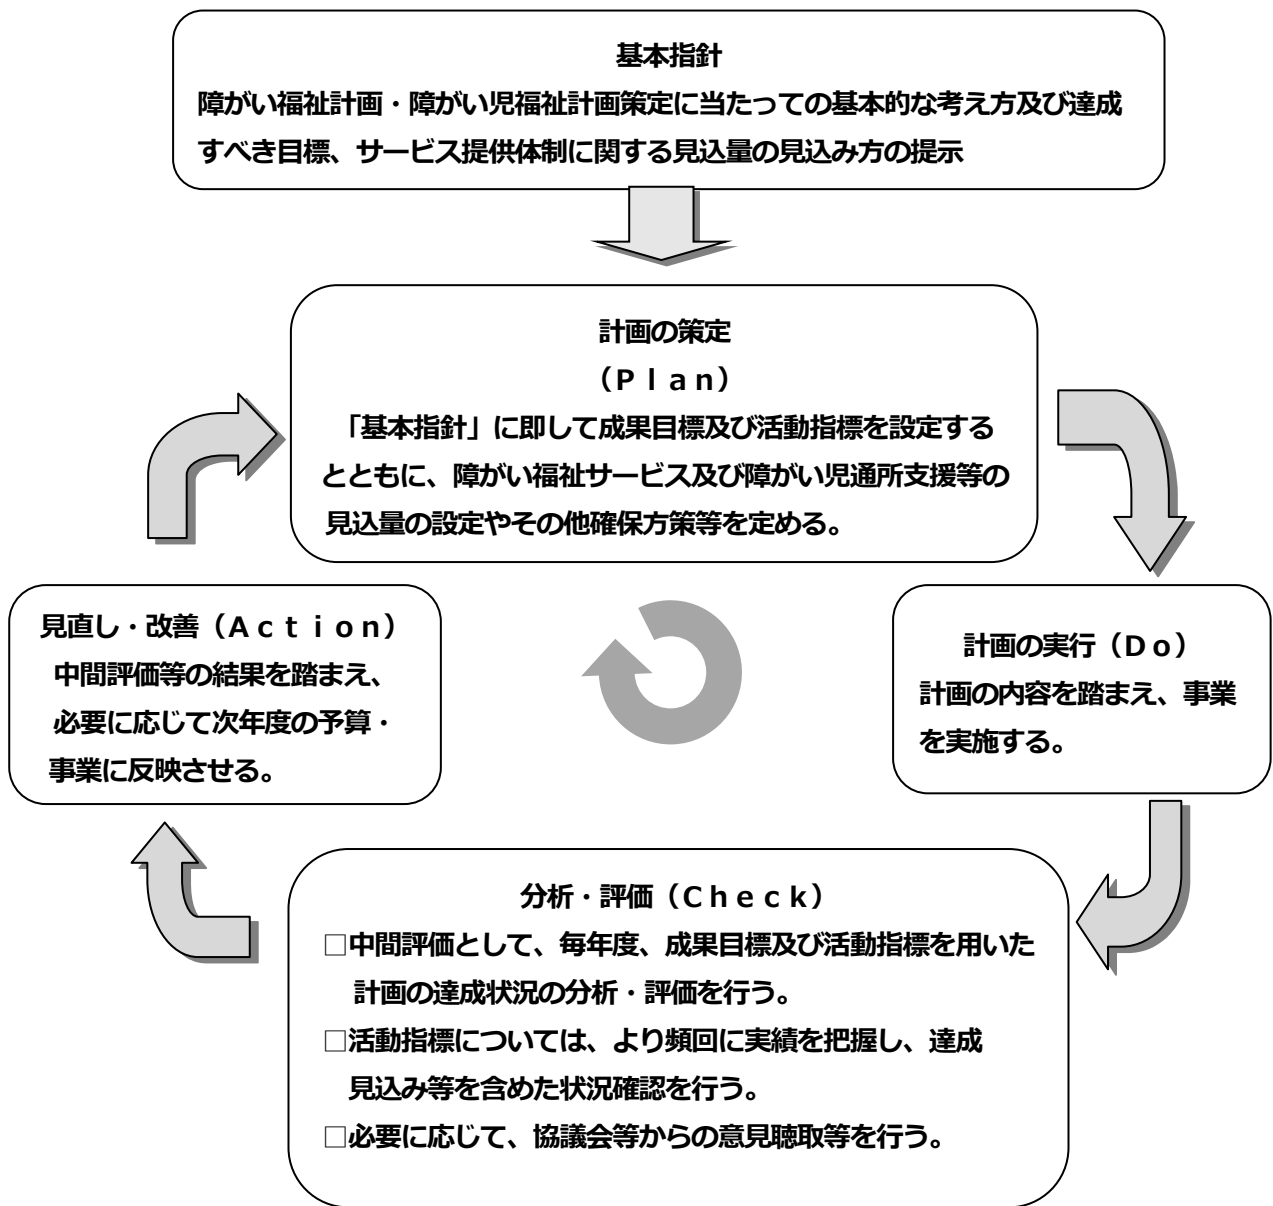 基本指針
障がい福祉計画・障がい児福祉計画策定に当たっての基本的な考え方及び達成
すべき目標、サービス提供体制に関する見込量の見込み方の提示
計画の策定
（Ｐｌａｎ）
「基本指針」に即して成果目標及び活動指標を設定する
とともに、障がい福祉サービス及び障がい児通所支援等の
見込量の設定やその他確保方策等を定める。
計画の実行（Ｄｏ）
計画の内容を踏まえ、事業
を実施する。
分析・評価（Ｃｈｅｃｋ）
□中間評価として、毎年度、成果目標及び活動指標を用いた
計画の達成状況の分析・評価を行う。
□活動指標については、より頻回に実績を把握し、達成
見込み等を含めた状況確認を行う。
□必要に応じて、協議会等からの意見聴取等を行う。
見直し・改善（Ａｃｔｉｏｎ）
中間評価等の結果を踏まえ、
必要に応じて次年度の予算・
事業に反映させる。